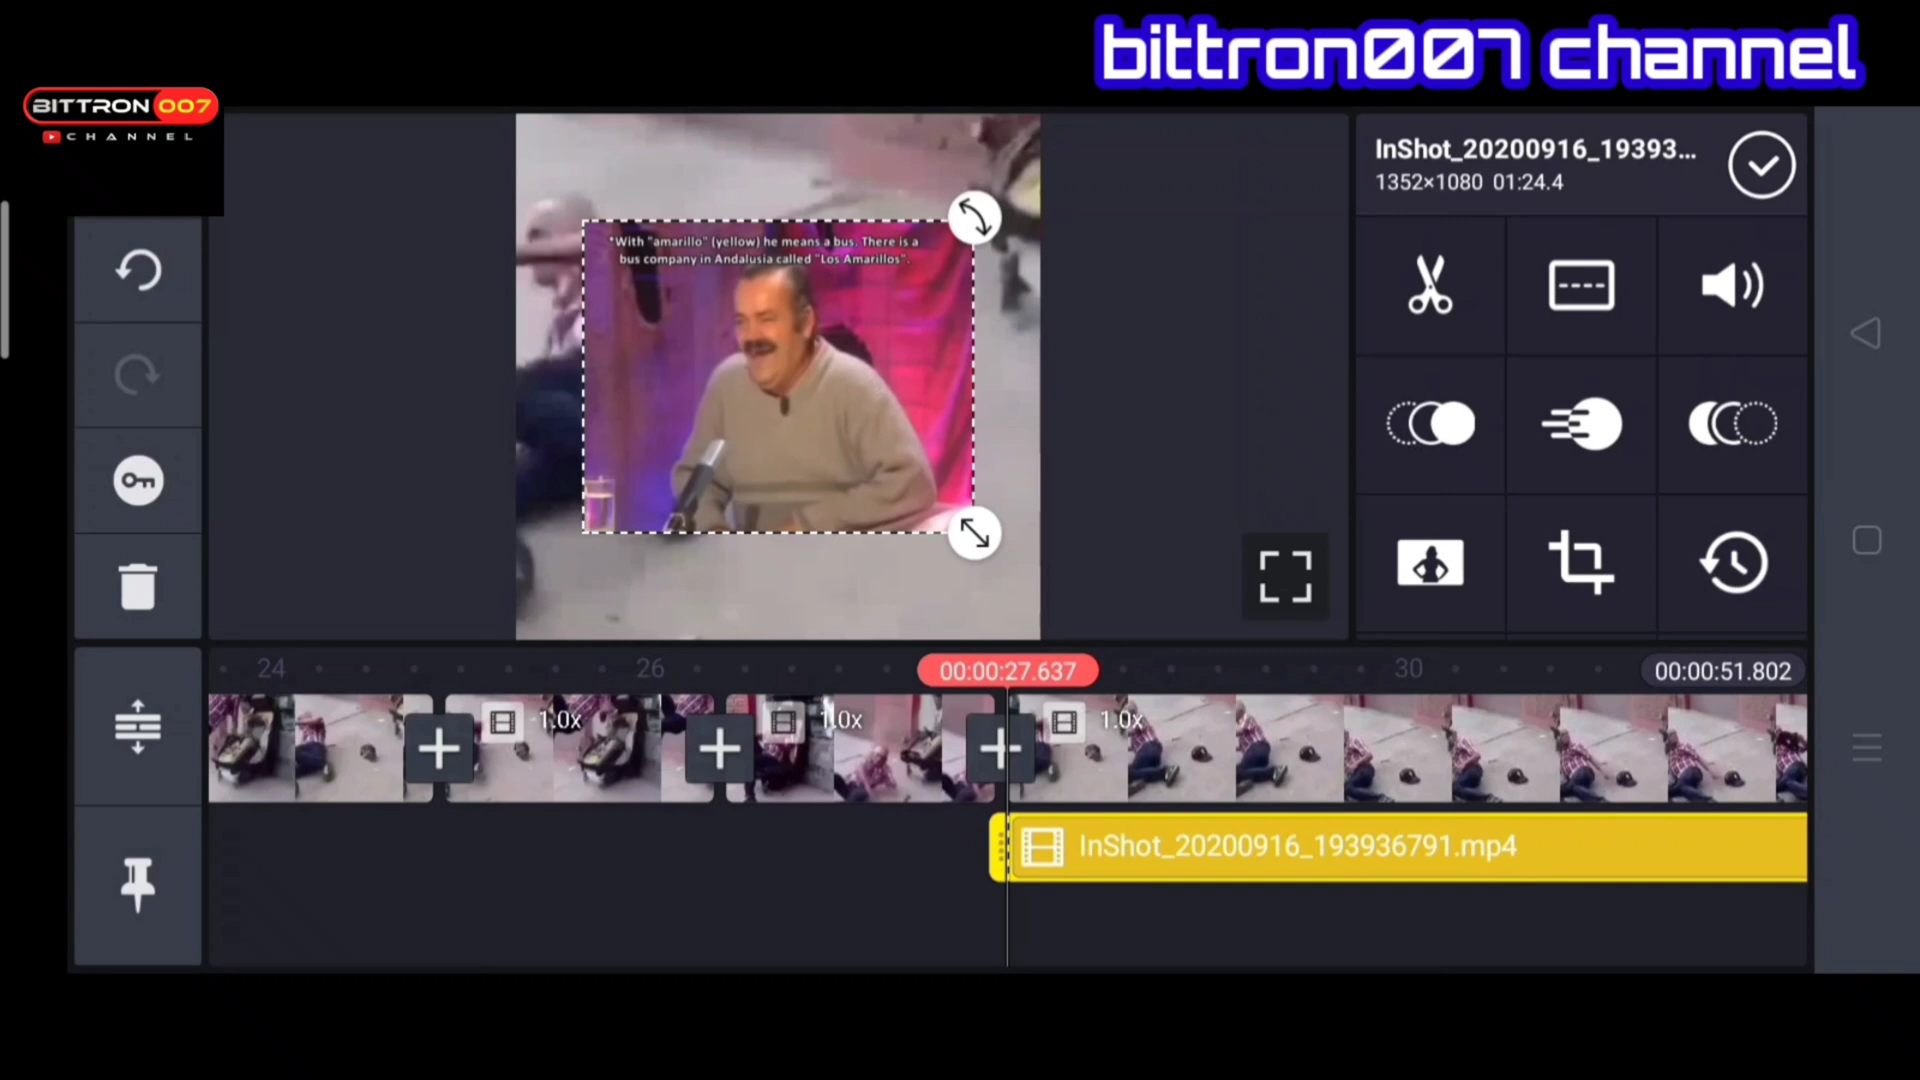 bittron007 channel
BITTRON 007
CHANNEL
InShot_20200916_19393...
1352×1080 01:24.4
*With "amarillo" (yellow) he means a bus. There is a
bus company in Andalusia called "Los Amarillos".
24
26
00:00:27.637
30
00:00:51.802
1.0x
1.0x
1.0x
InShot_20200916_193936791.mp4